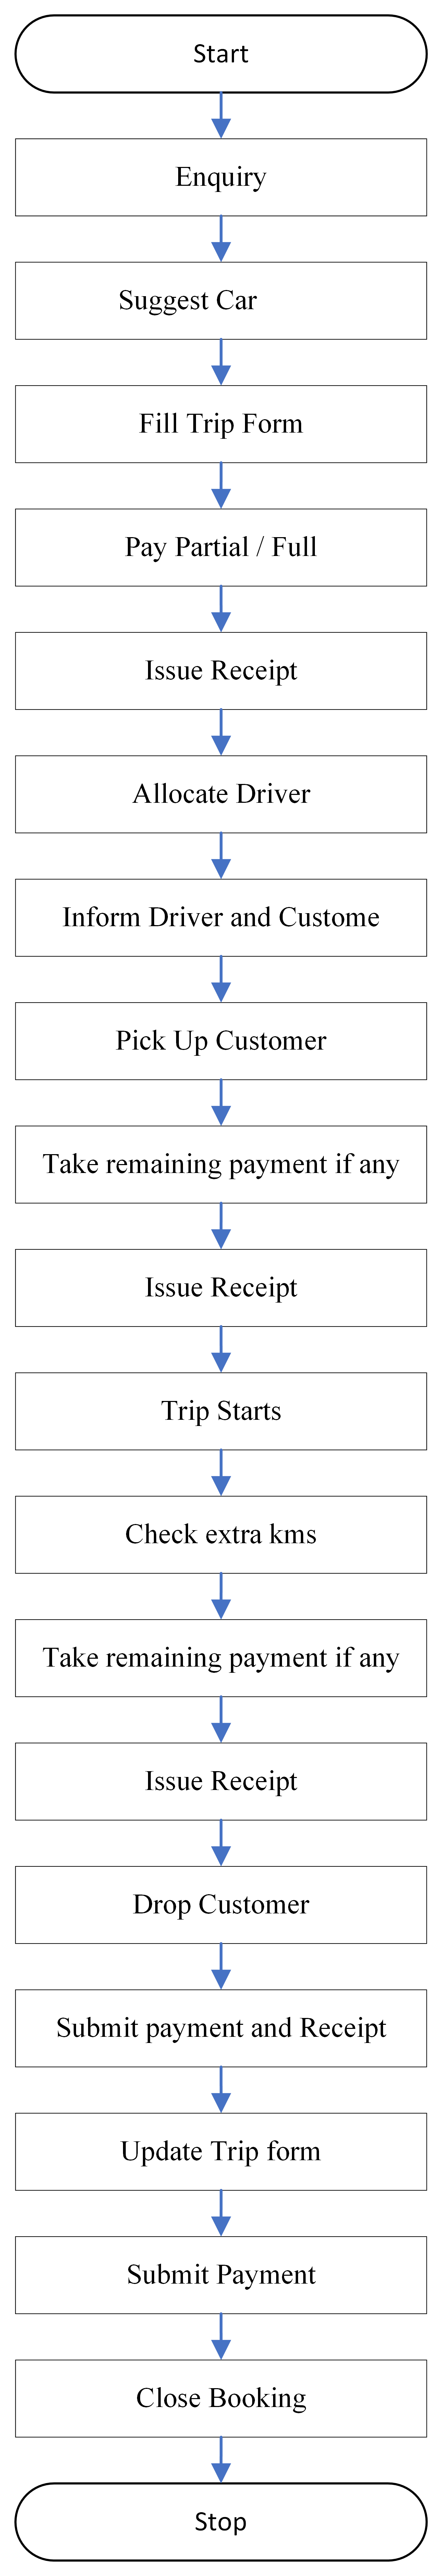 Start
Enquiry
Suggest Car
Fill Trip Form
Pay Partial / Full
Issue Receipt
Allocate Driver
Inform Driver and Custome
Pick Up Customer
Take remaining payment if any
Issue Receipt
Trip Starts
Check extra kms
Take remaining payment if any
Issue Receipt
Drop Customer
Submit payment and Receipt
Update Trip form
Submit Payment
Close Booking
Stop